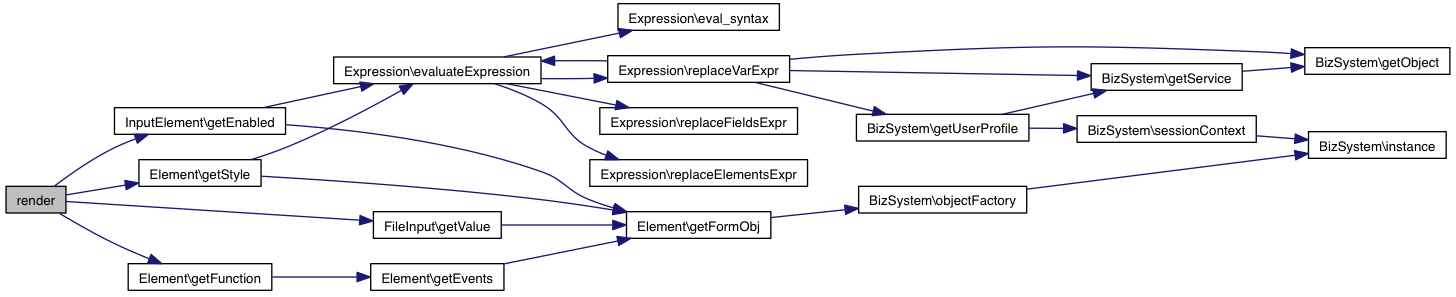 Expression\eval_syntax
BizSystem\getObject
Expression\evaluateExpression
Expression\replaceVarExpr
BizSystem\getService
InputElement\getEnabled
Expression\replaceFieldsExpr
BizSystem\getUserProfile
BizSystem\sessionContext
BizSystem\instance
Element\getStyle
Expression\replaceElementsExpr
render
BizSystem\objectFactory
FileInput\getValue
Element\getFormObj
Element\getFunction
Element\getEvents